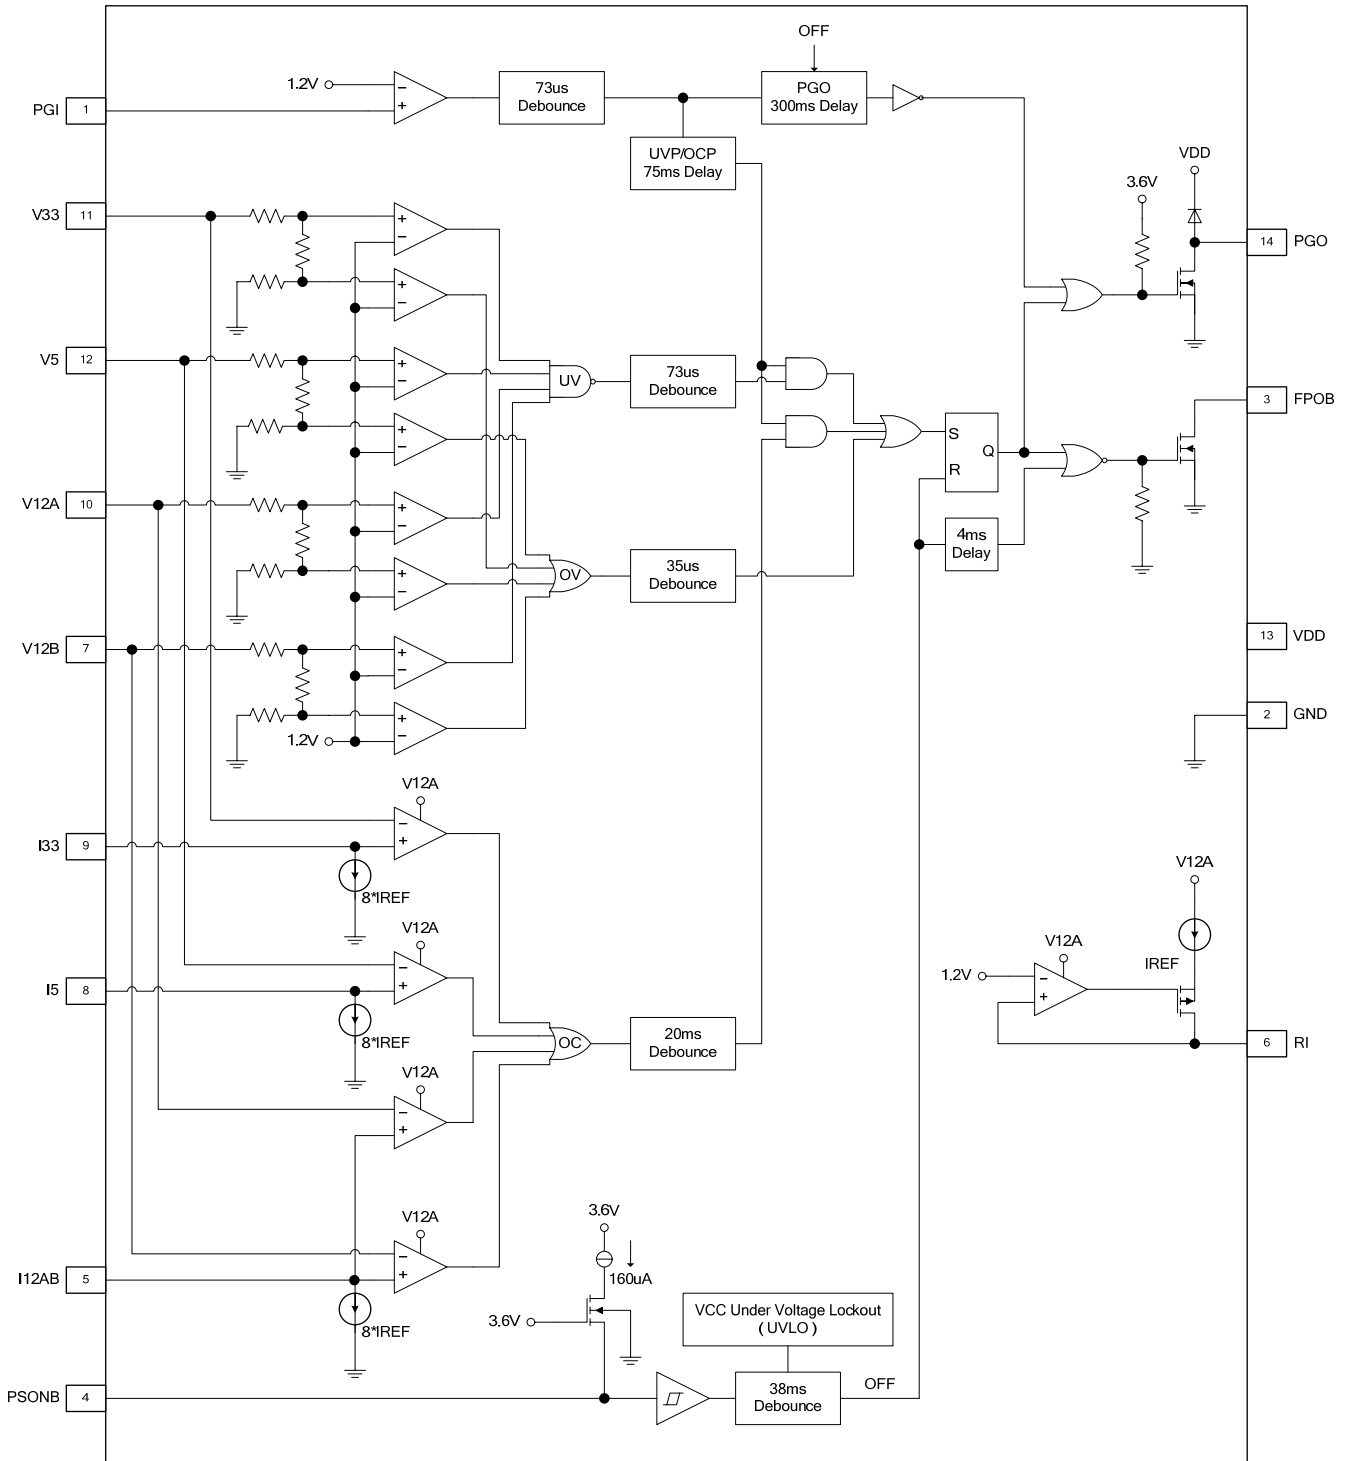 OFF
1.2V
−
+
73us
Debounce
PGO
300ms Delay
PGI
1
UVP/OCP
75ms Delay
VDD
3.6V
V33
11
+
−
14
PGO
+
−
V5
12
+
−
UV
73us
Debounce
3
FPOB
+
−
S
Q
R
V12A
10
+
−
4ms
Delay
+
−
OV
35us
Debounce
V12B
7
+
−
13
VDD
+
−
1.2V
2
GND
V12A
−
+
I33
9
8*IREF
V12A
V12A
−
+
V12A
IREF
1.2V
−
+
I5
8
8*IREF
OC
20ms
Debounce
6
RI
V12A
−
+
V12A
−
+
3.6V
160uA
I12AB
5
8*IREF
3.6V
VCC Under Voltage Lockout
( UVLO )
PSONB
4
38ms
Debounce
OFF